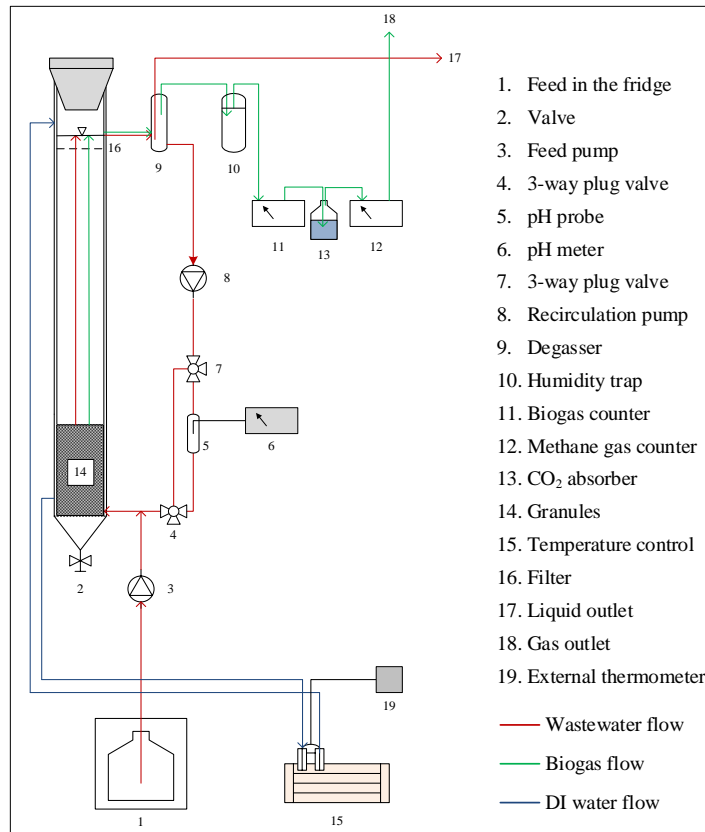 18
17
16
9
10
11
13
12
8
7
5
6
14
4
2
3
19
1
15
1. Feed in the fridge
2. Valve
3. Feed pump
4. 3-way plug valve
5. pH probe
6. pH meter
7. 3-way plug valve
8. Recirculation pump
9. Degasser
10. Humidity trap
11. Biogas counter
12. Methane gas counter
13. CO₂ absorber
14. Granules
15. Temperature control
16. Filter
17. Liquid outlet
18. Gas outlet
19. External thermometer
Wastewater flow
Biogas flow
DI water flow